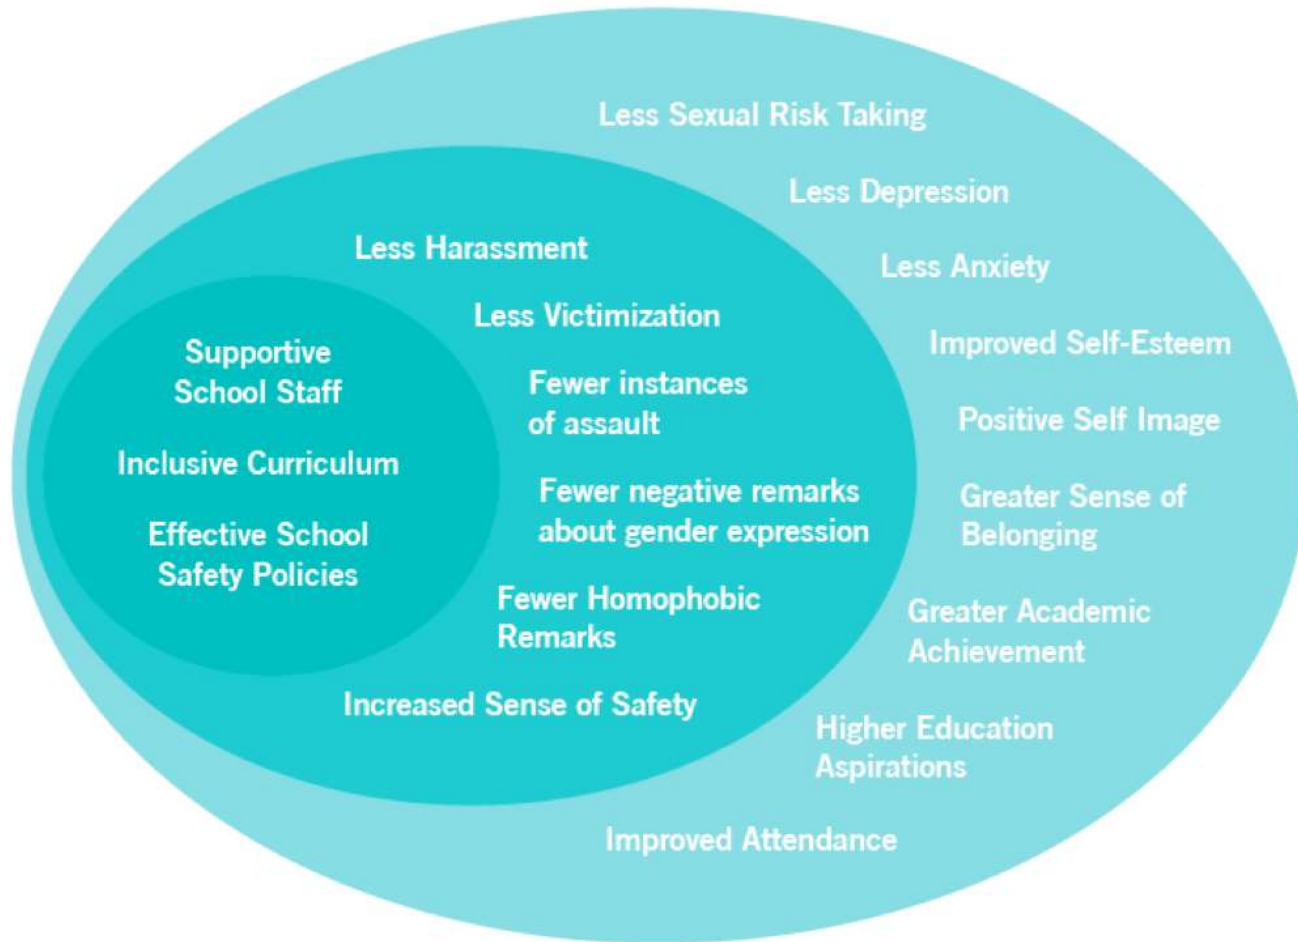 Supportive
School Staff
Inclusive Curriculum
Effective School
Safety Policies
Less Harassment
Less Victimization
Fewer instances
of assault
Fewer negative remarks
about gender expression
Fewer Homophobic
Remarks
Increased Sense of Safety
Less Sexual Risk Taking
Less Depression
Less Anxiety
Improved Self-Esteem
Positive Self Image
Greater Sense of
Belonging
Greater Academic
Achievement
Higher Education
Aspirations
Improved Attendance